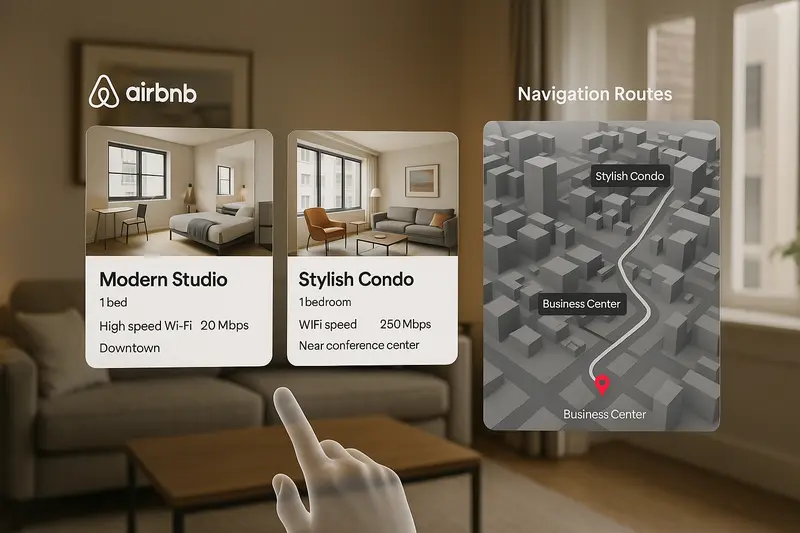 airbnb
Modern Studio
1 bed
High speed Wi-Fi 20 Mbps
Downtown
Stylish Condo
1 bedroom
WIFi speed 250 Mbps
Near conference center
Navigation Routes
Stylish Condo
Business Center
Business Center